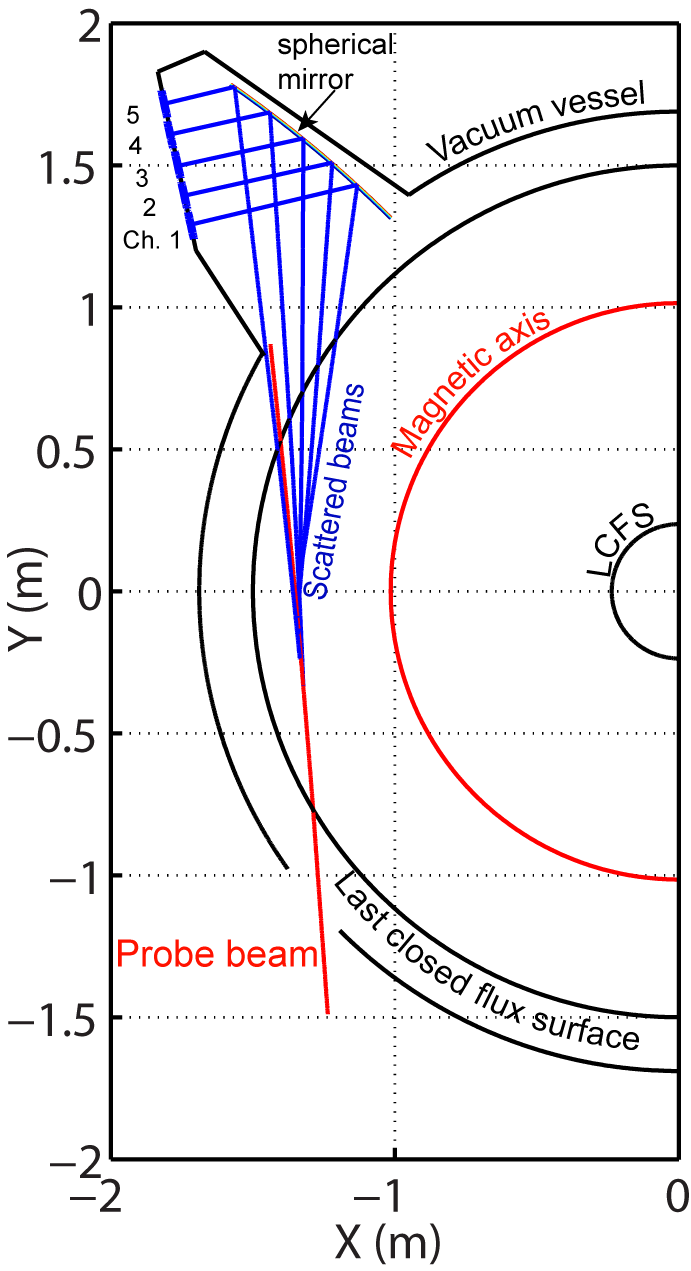 2
spherical
mirror
5
4
3
2
Ch. 1
Vacuum vessel
1.5
1
Magnetic axis
0.5
Scattered beams
LCFS
0
Y (m)
−0.5
−1
Last closed flux surface
Probe beam
−1.5
−2
−2
−1
0
X (m)